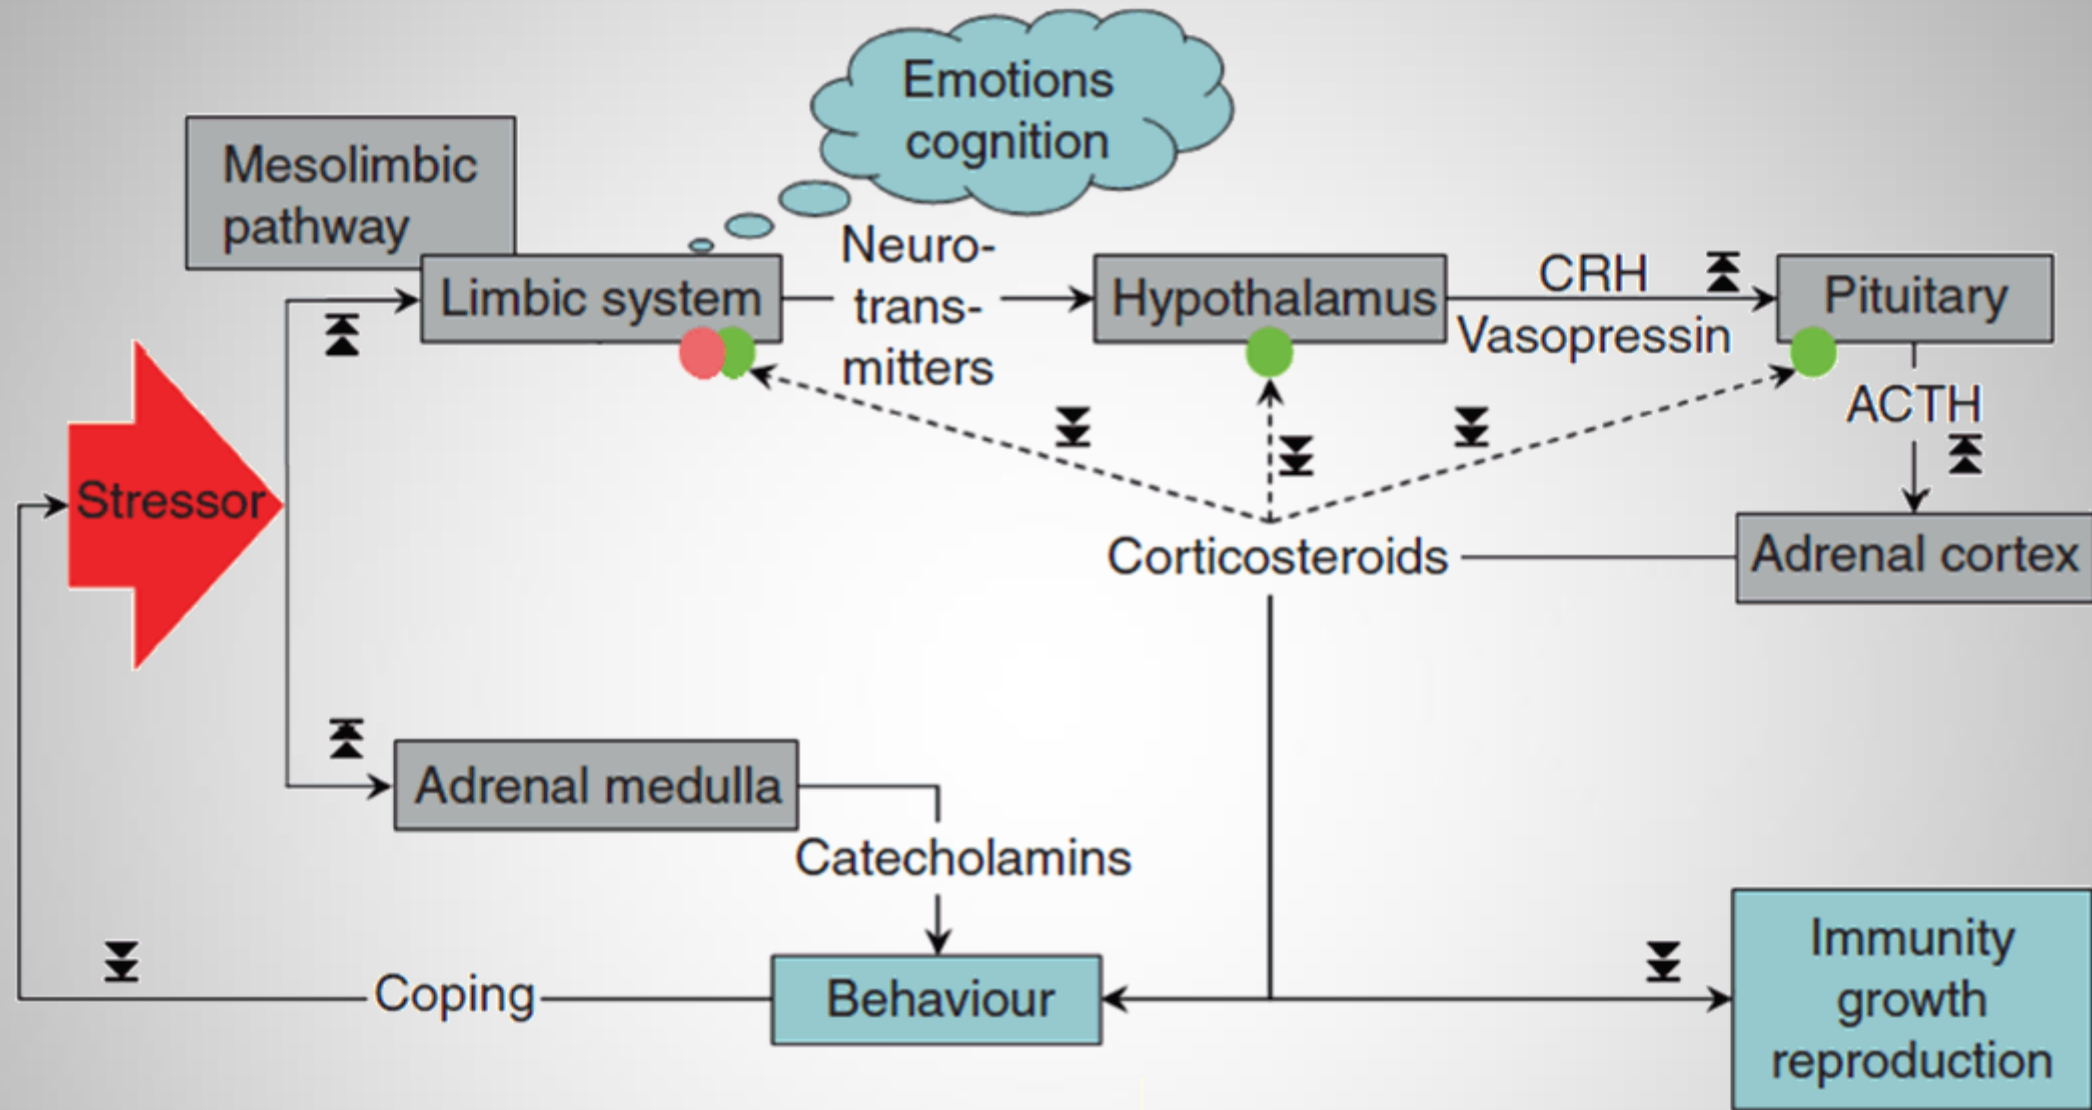 Emotions
cognition
Mesolimbic
pathway
Limbic system
Neuro-
trans-
mitters
Hypothalamus
CRH
Vasopressin
Pituitary
ACTH
Stressor
Corticosteroids
Adrenal cortex
Adrenal medulla
Catecholamins
Coping
Behaviour
Immunity
growth
reproduction